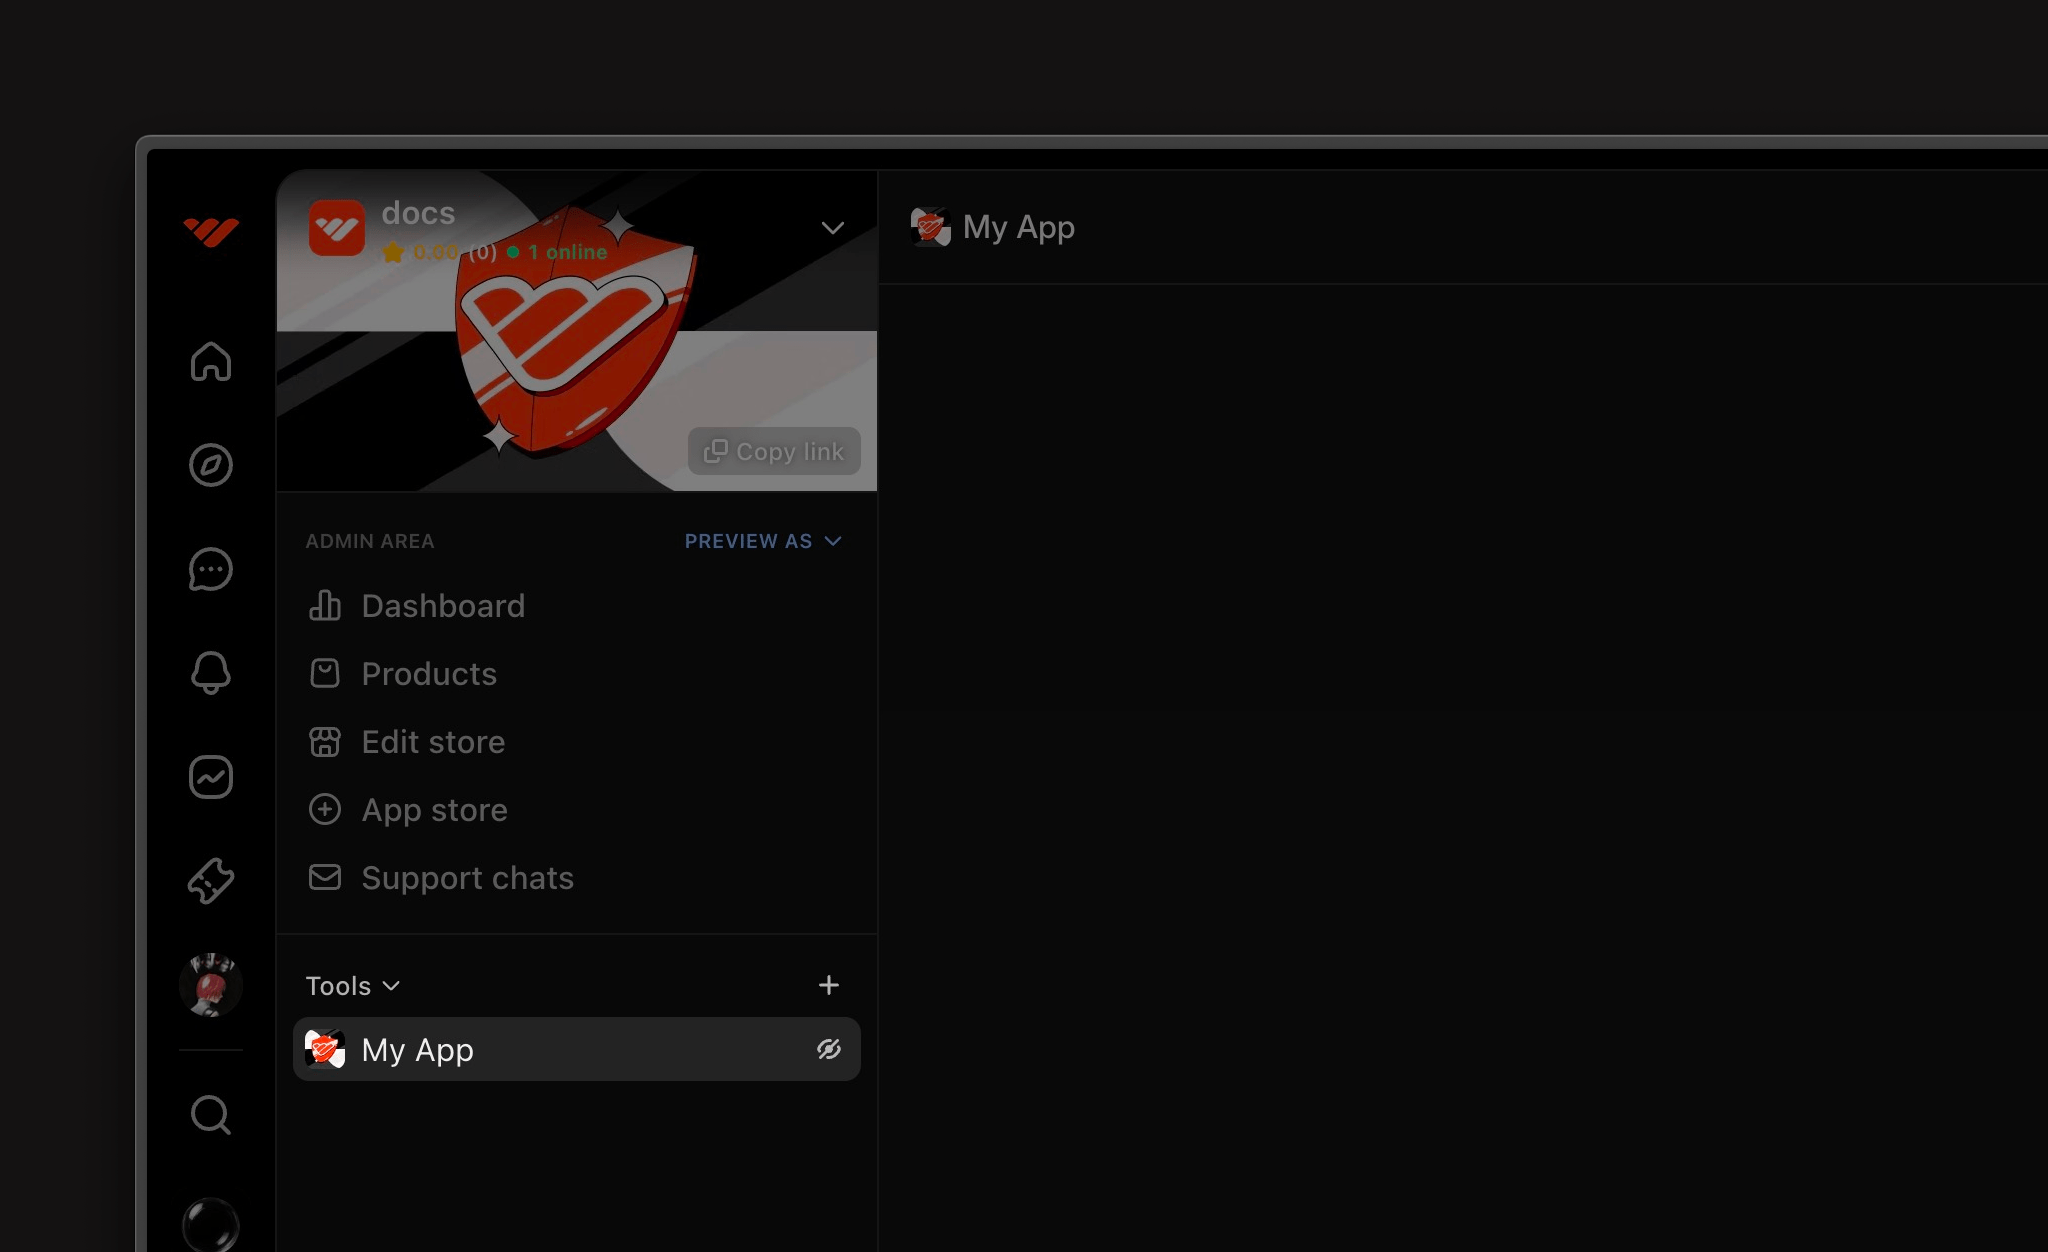 docs
0.00 (0) 1 online
Copy link
ADMIN AREA
PREVIEW AS
Dashboard
Products
Edit store
App store
Support chats
Tools
My App
My App